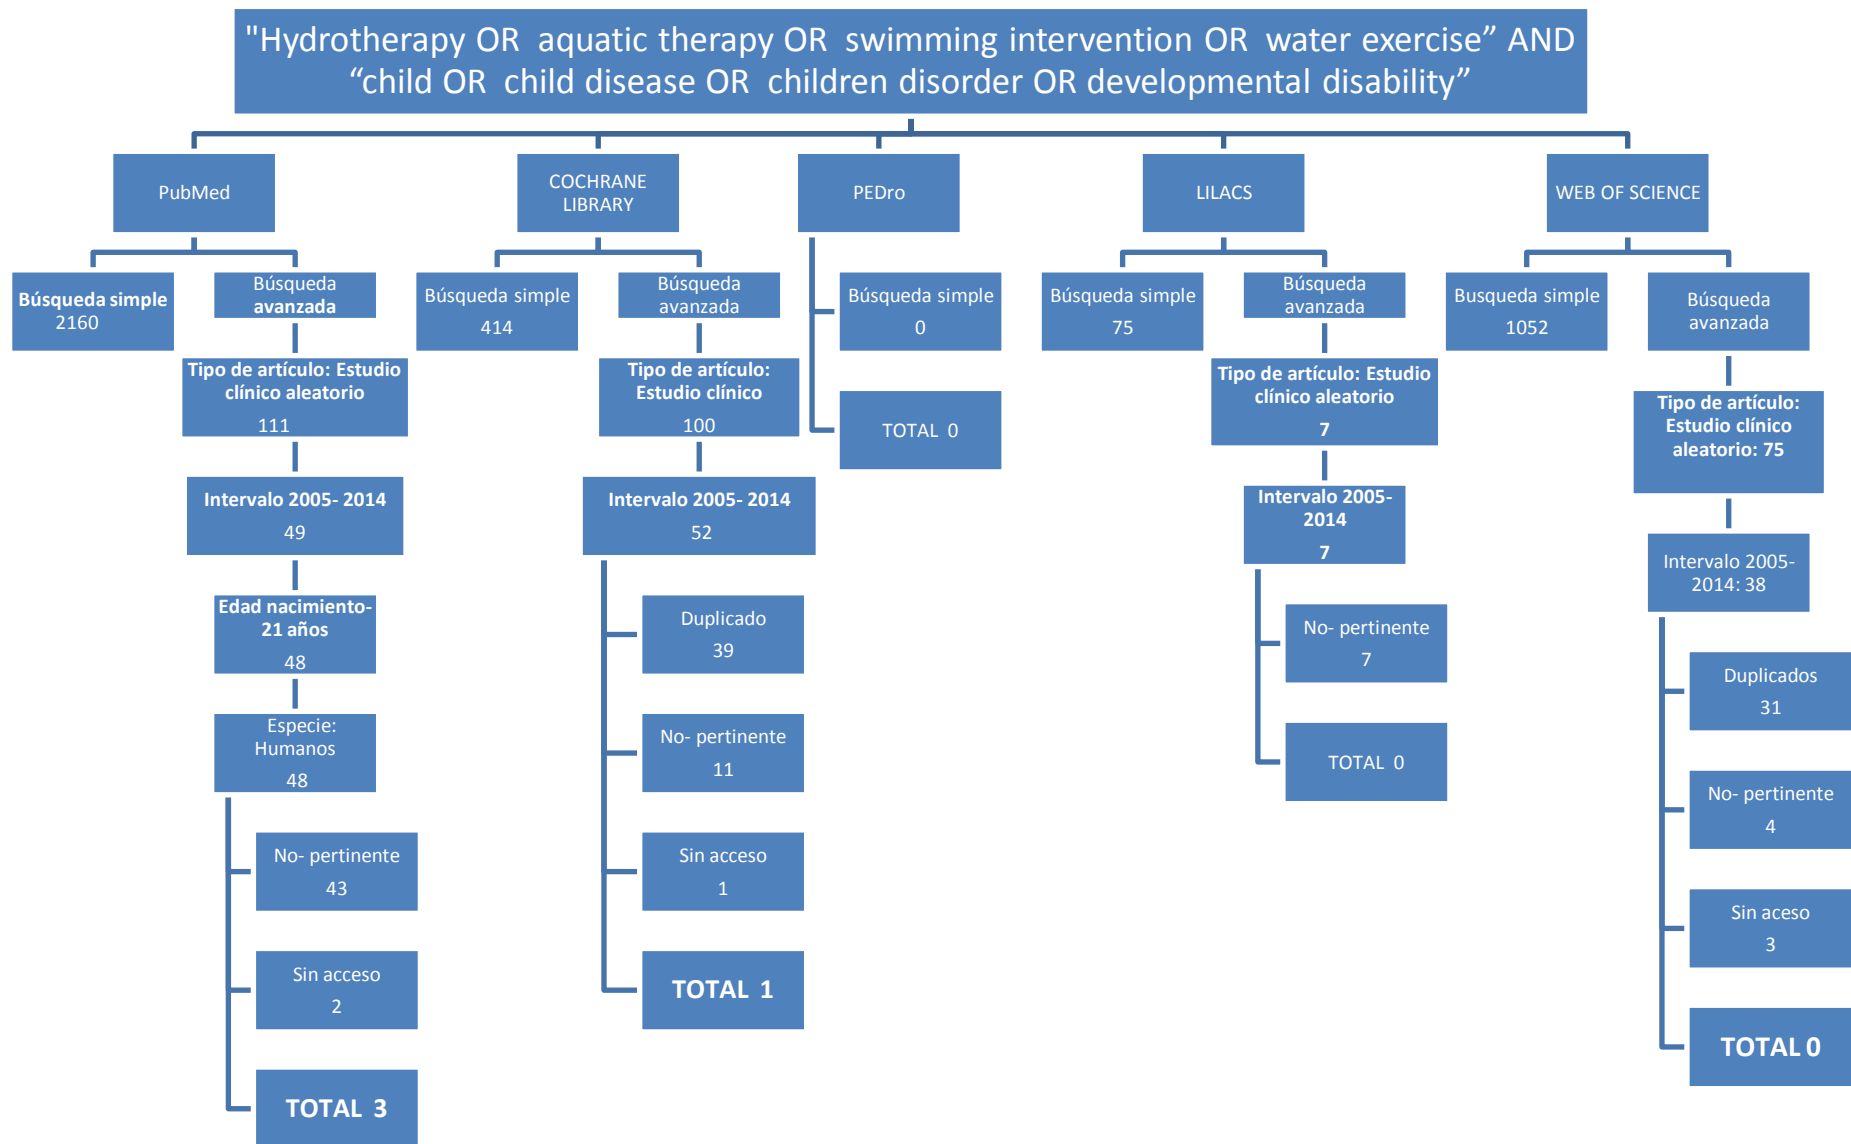 "Hydrotherapy OR aquatic therapy OR swimming intervention OR water exercise” AND
“child OR child disease OR children disorder OR developmental disability”
PubMed
Búsqueda simple
2160
Búsqueda
avanzada
Tipo de artículo: Estudio
clínico aleatorio
111
Intervalo 2005- 2014
49
Edad nacimiento-
21 años
48
Especie:
Humanos
48
No- pertinente
43
Sin acceso
2
TOTAL 3
COCHRANE
LIBRARY
Búsqueda simple
414
Búsqueda
avanzada
Tipo de artículo:
Estudio clínico
100
Intervalo 2005- 2014
52
Duplicado
39
No- pertinente
11
Sin acceso
1
TOTAL 1
PEDro
Búsqueda simple
0
TOTAL 0
LILACS
Búsqueda simple
75
Búsqueda
avanzada
Tipo de artículo: Estudio
clínico aleatorio
7
Intervalo 2005-
2014
7
No- pertinente
7
TOTAL 0
WEB OF SCIENCE
Busqueda simple
1052
Búsqueda
avanzada
Tipo de artículo:
Estudio clínico
aleatorio: 75
Intervalo 2005-
2014: 38
Duplicados
31
No- pertinente
4
Sin aceso
3
TOTAL 0